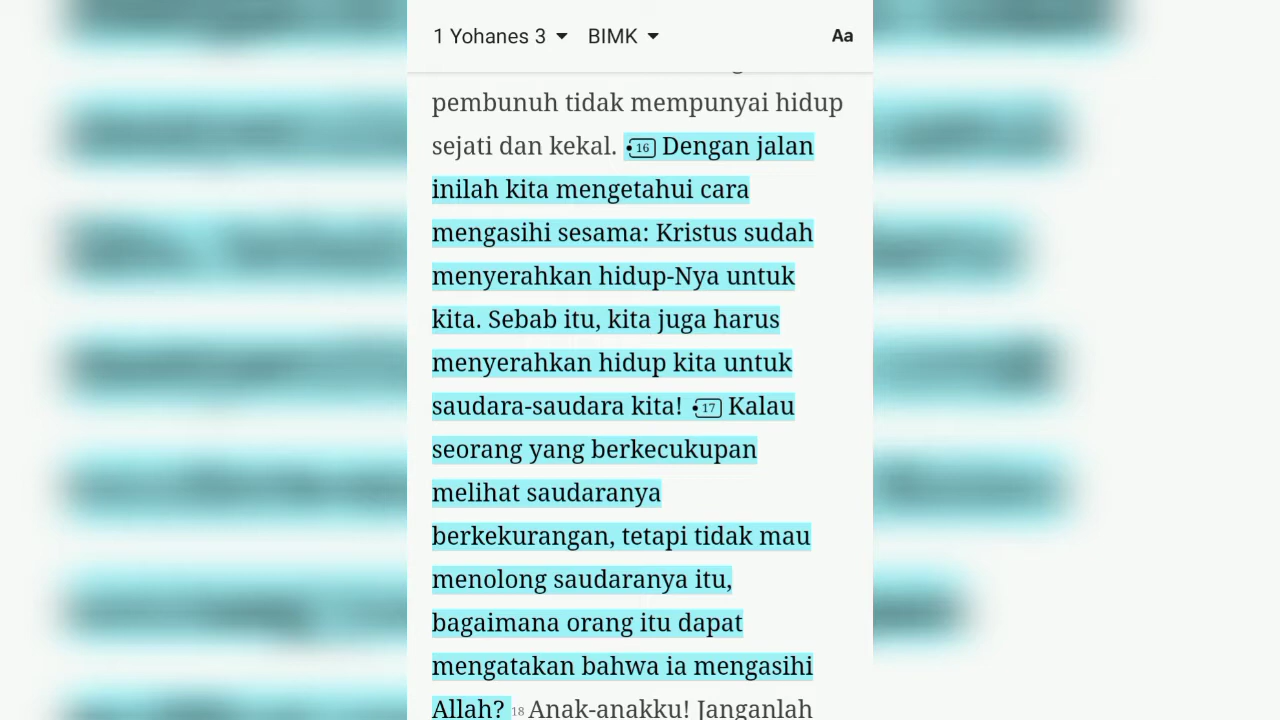 1 Yohanes 3 BIMK Aa
pembunuh tidak mempunyai hidup
sejati dan kekal. 16 Dengan jalan
inilah kita mengetahui cara
mengasihi sesama: Kristus sudah
menyerahkan hidup-Nya untuk
kita. Sebab itu, kita juga harus
menyerahkan hidup kita untuk
saudara-saudara kita! 17 Kalau
seorang yang berkecukupan
melihat saudaranya
berkekurangan, tetapi tidak mau
menolong saudaranya itu,
bagaimana orang itu dapat
mengatakan bahwa ia mengasihi
Allah? 18 Anak-anakku! Janganlah